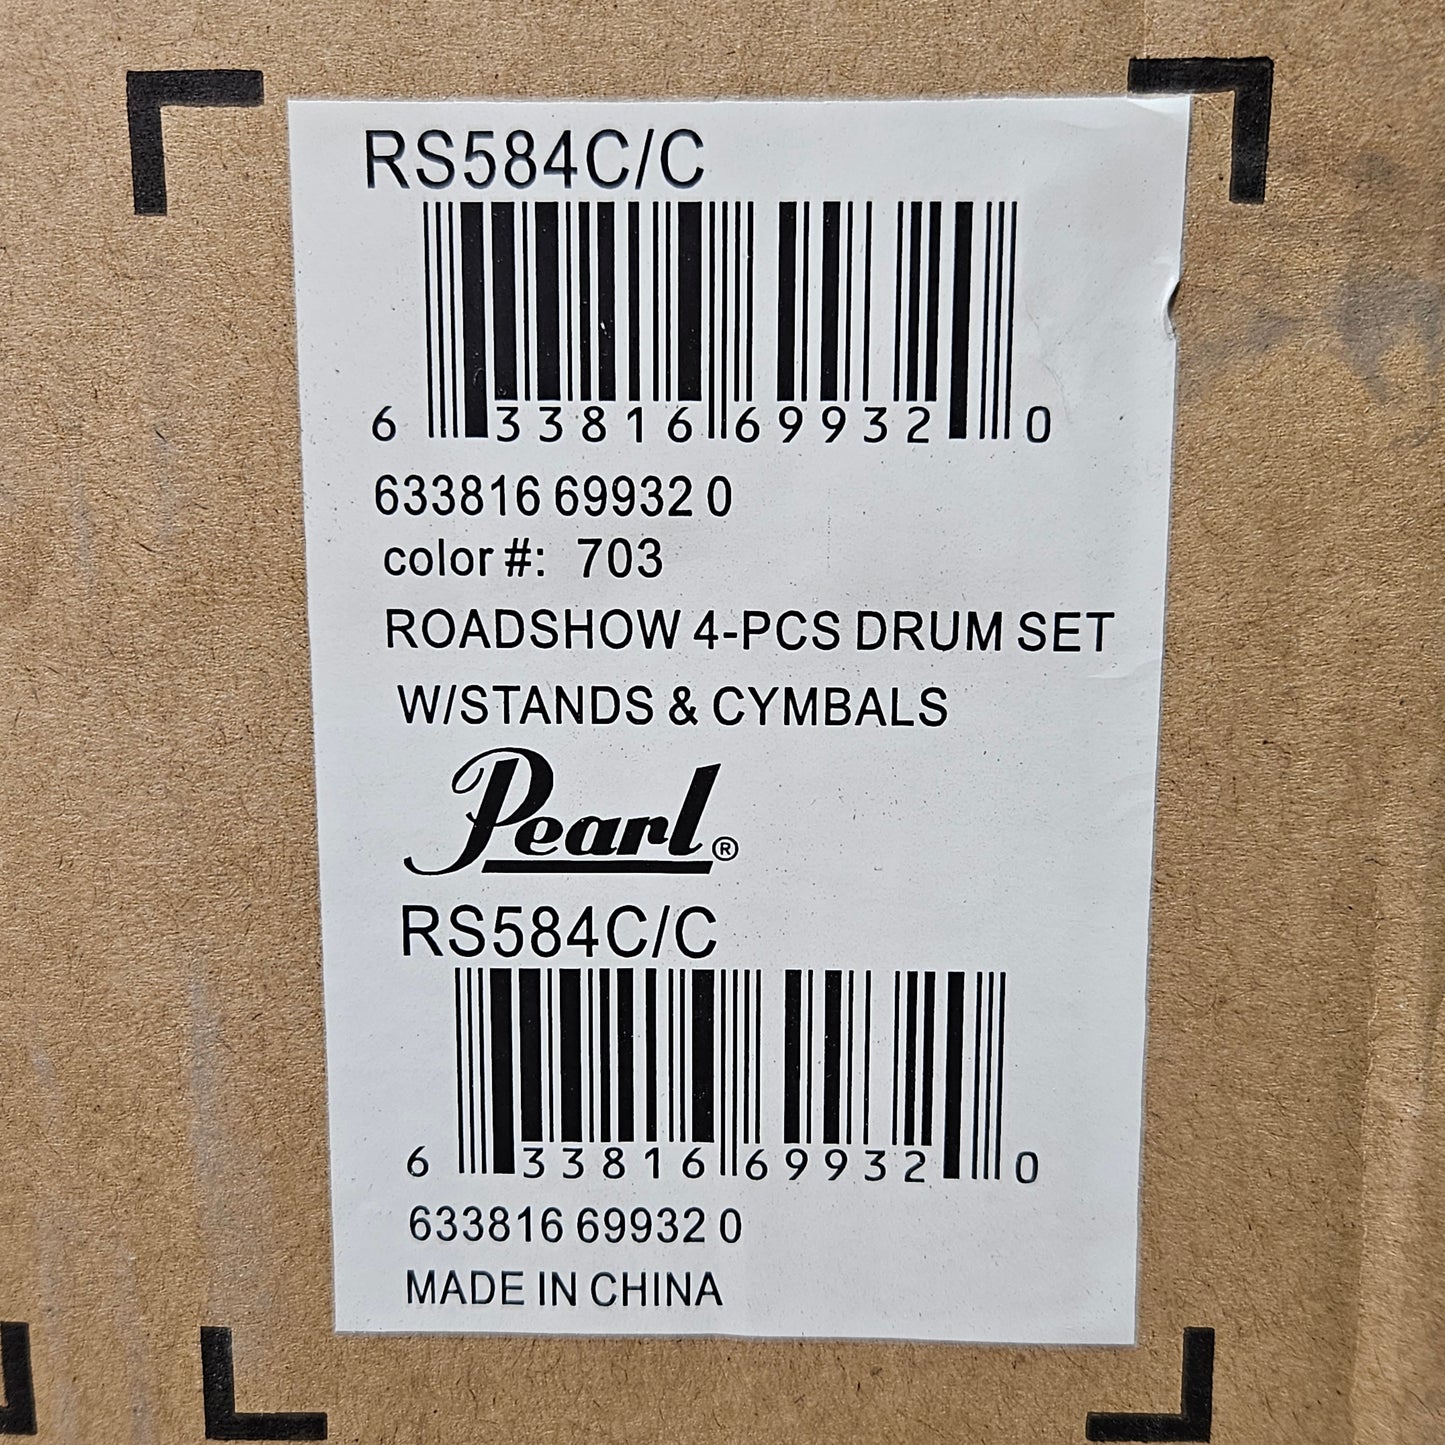 RS584C/C
6 33816 69932 0
633816 69932 0
color #: 703
ROADSHOW 4-PCS DRUM SET
W/STANDS & CYMBALS
Pearl®
RS584C/C
6 33816 69932 0
633816 69932 0
MADE IN CHINA